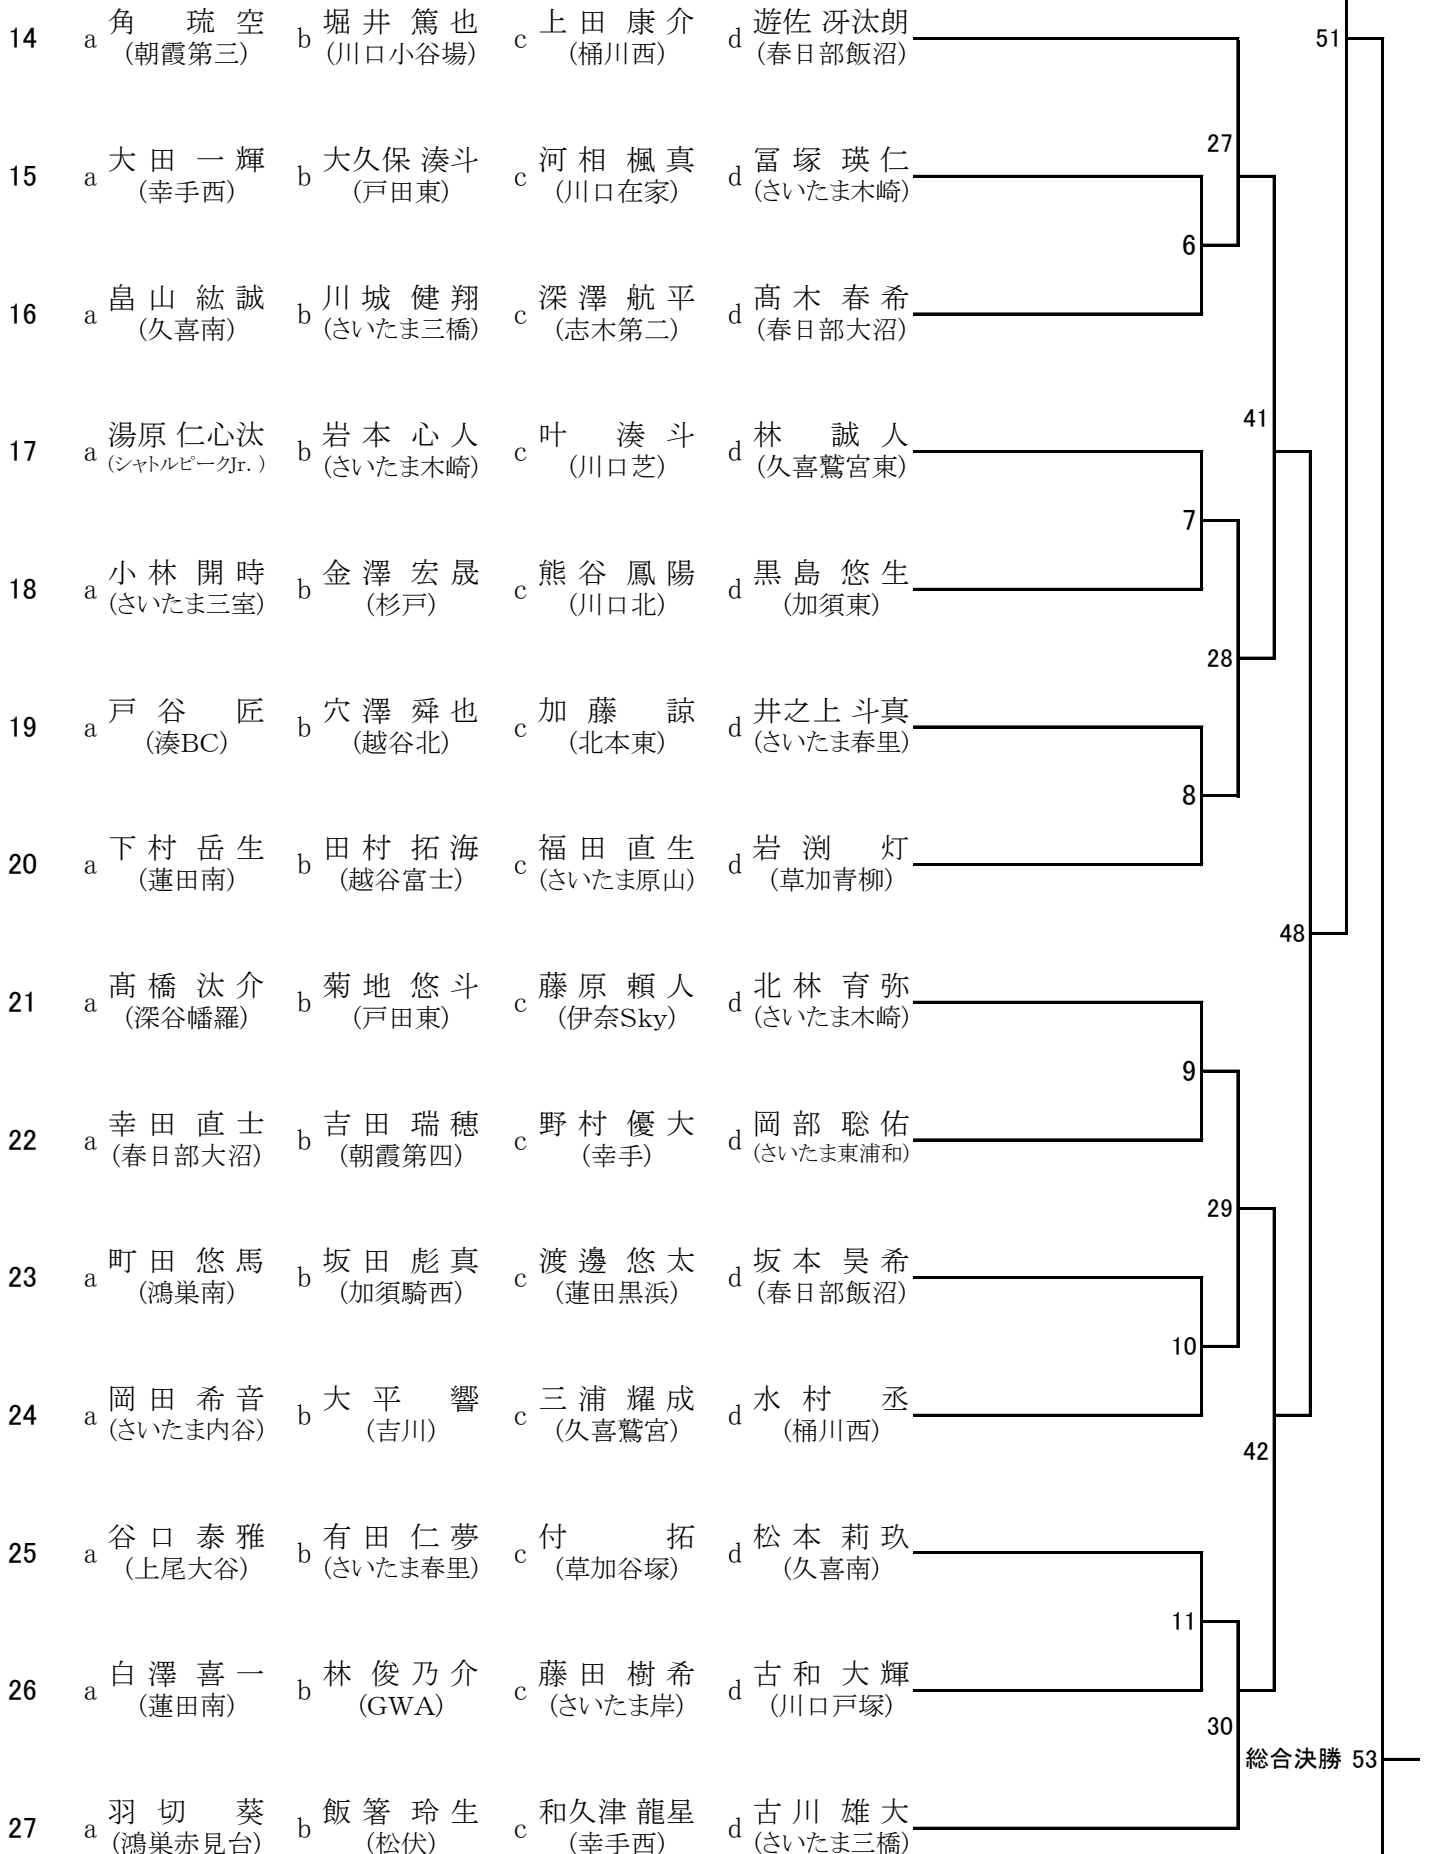 14 a 角 琉 空 b 堀 井 篤 也 c 上 田 康 介 d 遊佐 冴汰朗 51
(朝霞第三) (川口小谷場) (桶川西) (春日部飯沼)
27
15 a 大 田 一 輝 b 大久保 湊斗 c 河 相 楓 真 d 冨 塚 瑛 仁
(幸手西) (戸田東) (川口在家) (さいたま木崎)
6
16 a 畠 山 紘 誠 b 川 城 健 翔 c 深 澤 航 平 d 髙 木 春 希
(久喜南) (さいたま三橋) (志木第二) (春日部大沼)
41
17 a 湯原 仁心汰 b 岩 本 心 人 c 叶 湊 斗 d 林 誠 人
(シャトルピークJr.) (さいたま木崎) (川口芝) (久喜鷲宮東)
7
18 a 小 林 開 時 b 金 澤 宏 晟 c 熊 谷 鳳 陽 d 黒 島 悠 生
(さいたま三室) (杉戸) (川口北) (加須東)
28
19 a 戸 谷 匠 b 穴 澤 舜 也 c 加 藤 諒 d 井之上 斗真
(湊BC) (越谷北) (北本東) (さいたま春里)
8
20 a 下 村 岳 生 b 田 村 拓 海 c 福 田 直 生 d 岩 渕 灯
(蓮田南) (越谷富士) (さいたま原山) (草加青柳)
48
21 a 髙 橋 汰 介 b 菊 地 悠 斗 c 藤 原 頼 人 d 北 林 育 弥
(深谷幡羅) (戸田東) (伊奈Sky) (さいたま木崎)
9
22 a 幸 田 直 士 b 吉 田 瑞 穂 c 野 村 優 大 d 岡 部 聡 佑
(春日部大沼) (朝霞第四) (幸手) (さいたま東浦和)
29
23 a 町 田 悠 馬 b 坂 田 彪 真 c 渡 邊 悠 太 d 坂 本 昊 希
(鴻巣南) (加須騎西) (蓮田黒浜) (春日部飯沼)
10
24 a 岡 田 希 音 b 大 平 響 c 三 浦 耀 成 d 水 村 丞
(さいたま内谷) (吉川) (久喜鷲宮) (桶川西)
42
25 a 谷 口 泰 雅 b 有 田 仁 夢 c 付 拓 d 松 本 莉 玖
(上尾大谷) (さいたま春里) (草加谷塚) (久喜南)
11
26 a 白 澤 喜 一 b 林 俊 乃 介 c 藤 田 樹 希 d 古 和 大 輝
(蓮田南) (GWA) (さいたま岸) (川口戸塚)
30
総合決勝 53
27 a 羽 切 葵 b 飯 箸 玲 生 c 和久津 龍星 d 古 川 雄 大
(鴻巣赤見台) (松伏) (幸手西) (さいたま三橋)